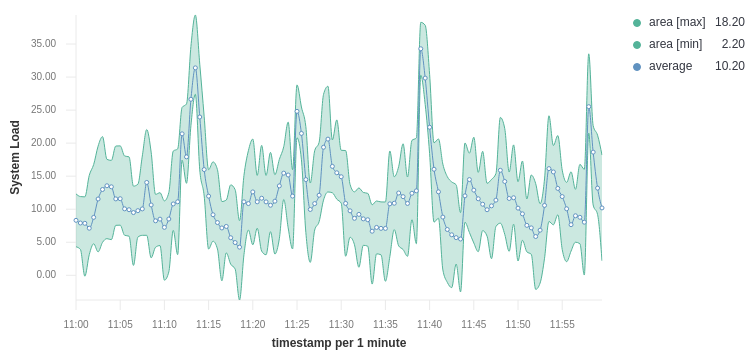 area [max] 18.20
area [min] 2.20
average 10.20
System Load
35.00
30.00
25.00
20.00
15.00
10.00
5.00
0.00
11:00 11:05 11:10 11:15 11:20 11:25 11:30 11:35 11:40 11:45 11:50 11:55
timestamp per 1 minute